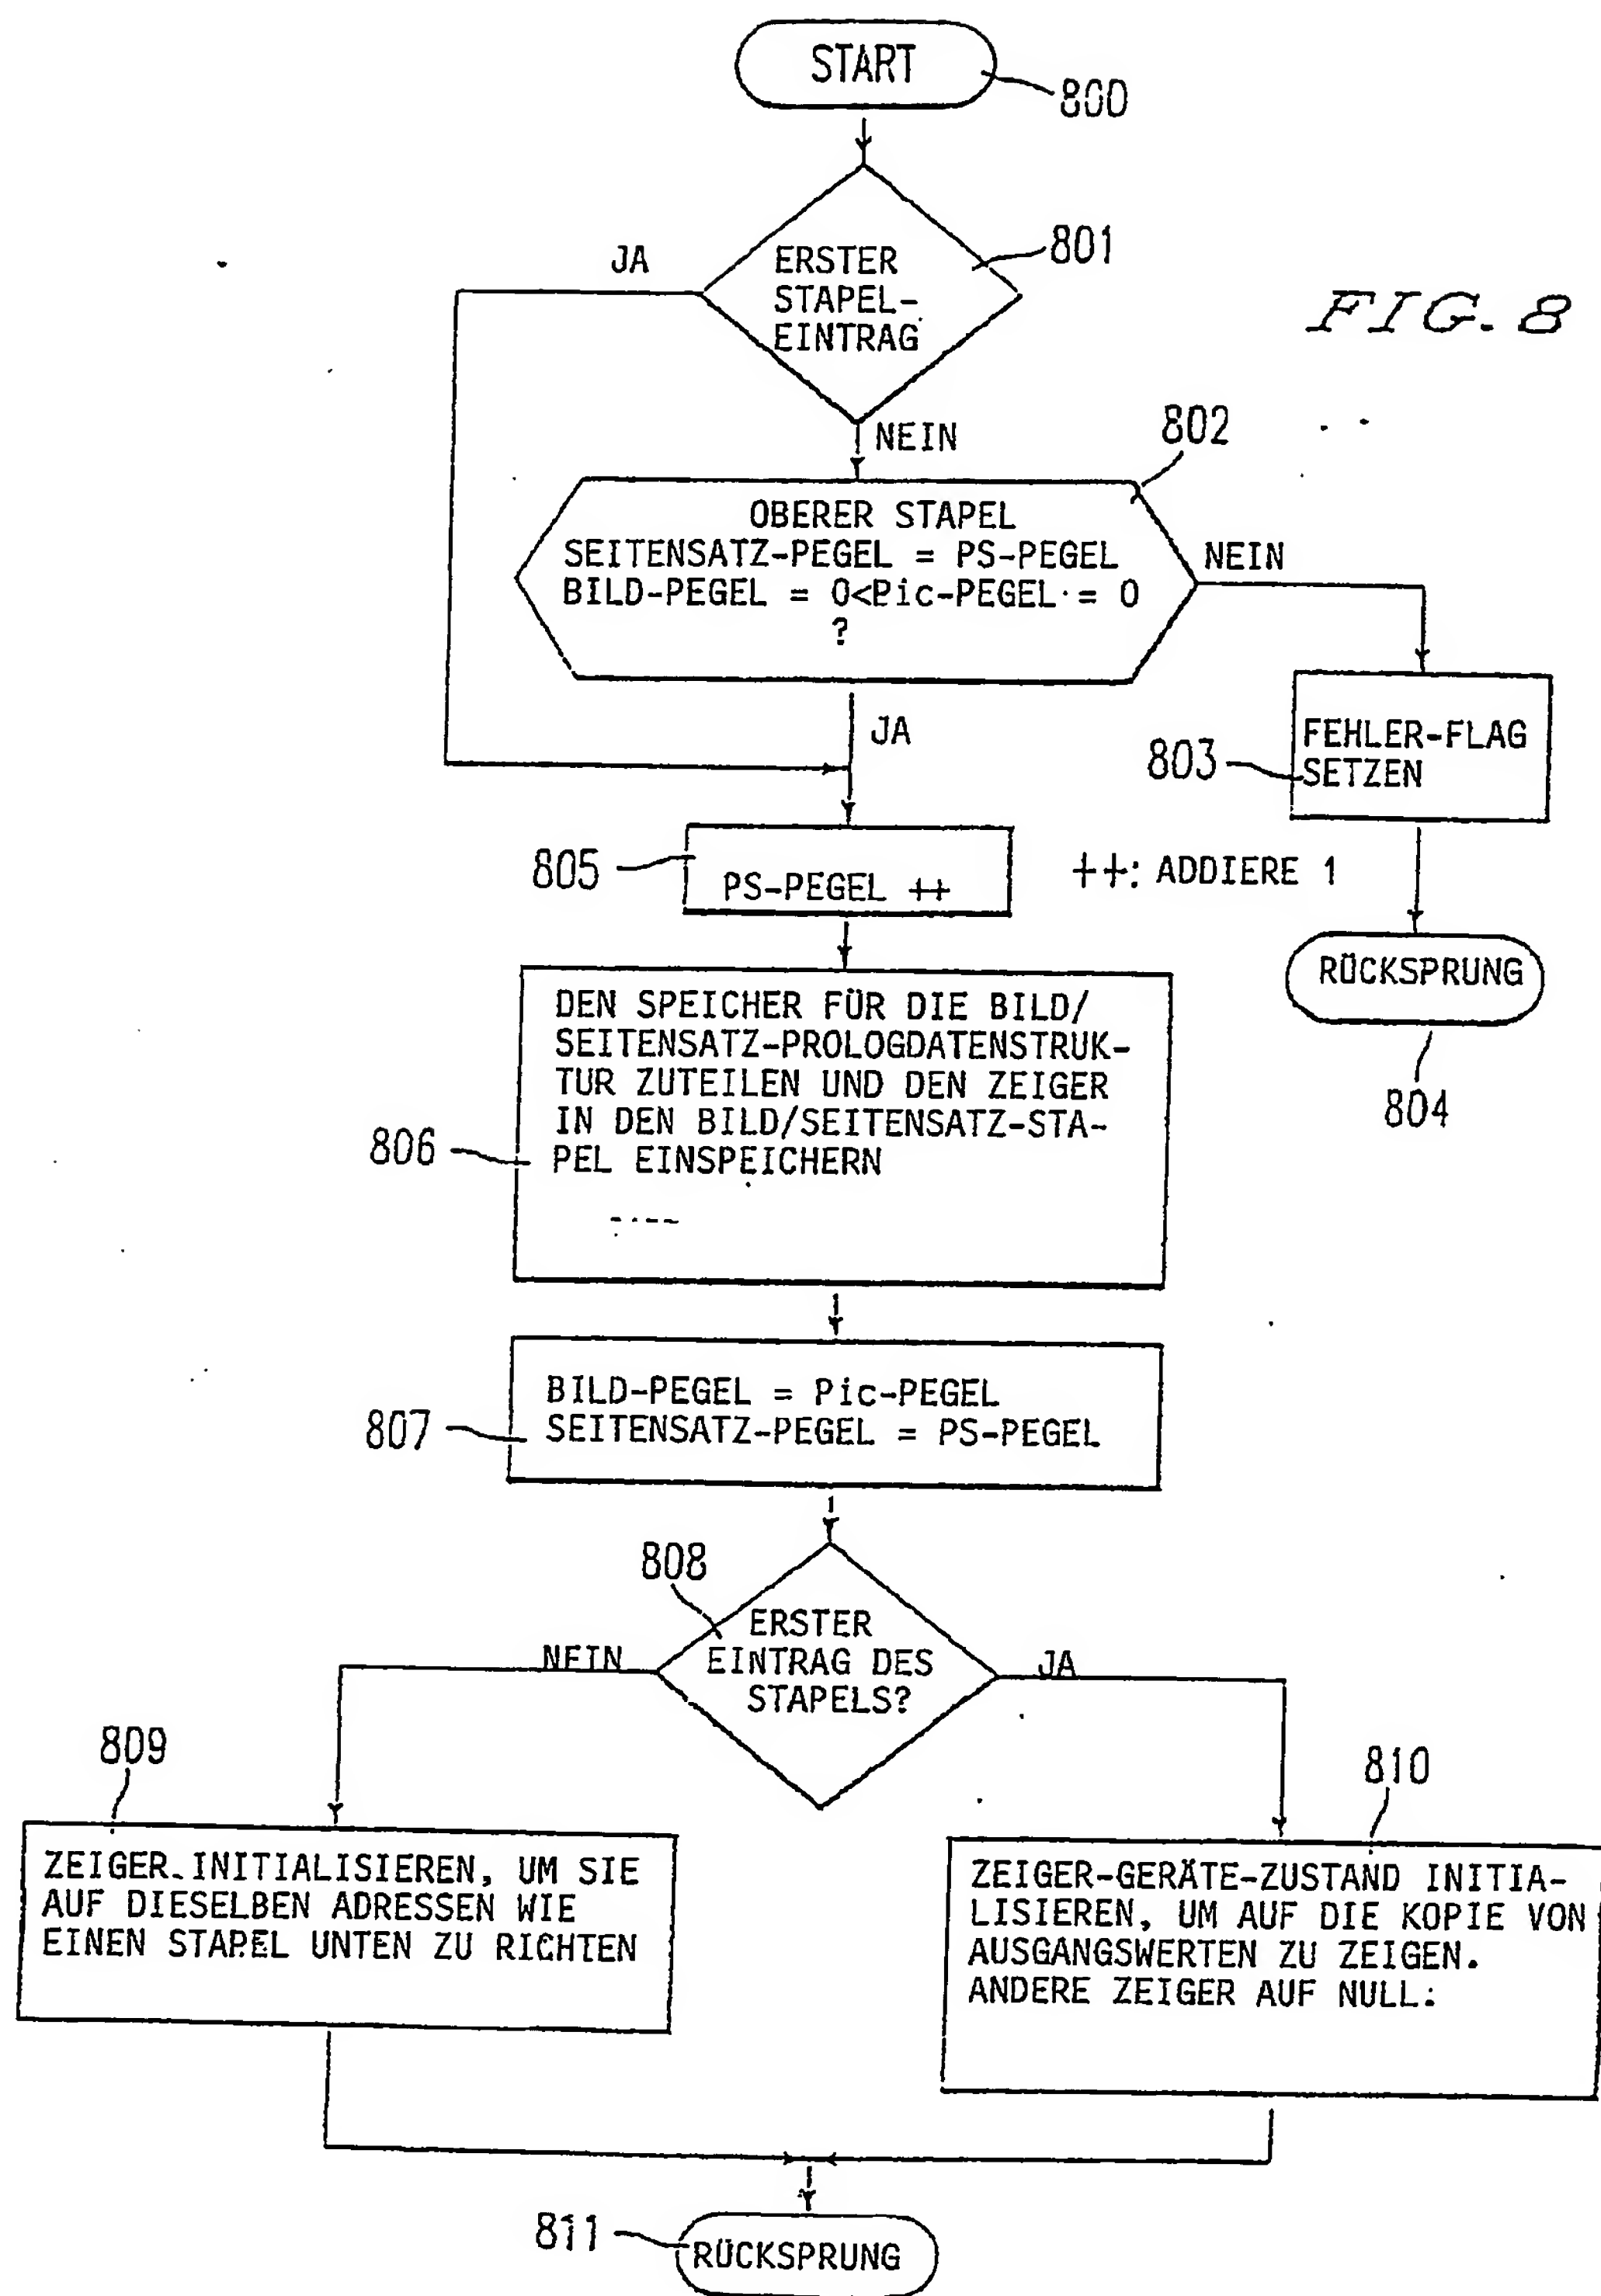 START
800
801
JA
ERSTER
STAPEL-
EINTRAG
FIG. 8
NEIN
802
OBERER STAPEL
SEITENSATZ-PEGEL = PS-PEGEL
BILD-PEGEL = 0<Pic-PEGEL = 0
?
NEIN
JA
803
FEHLER-FLAG
SETZEN
805
PS-PEGEL ++
++: ADDIERE 1
RÜCKSPRUNG
804
DEN SPEICHER FÜR DIE BILD/
SEITENSATZ-PROLOGDATENSTRUK-
TUR ZUTEILEN UND DEN ZEIGER
IN DEN BILD/SEITENSATZ-STA-
PEL EINSPEICHERN
806
BILD-PEGEL = Pic-PEGEL
SEITENSATZ-PEGEL = PS-PEGEL
807
808
ERSTER
EINTRAG DES
STAPELS?
NEIN
JA
809
810
ZEIGER INITIALISIEREN, UM SIE
AUF DIESELBEN ADRESSEN WIE
EINEN STAPEL UNTEN ZU RICHTEN
ZEIGER-GERÄTE-ZUSTAND INITIA-
LISIEREN, UM AUF DIE KOPIE VON
AUSGANGSWERTEN ZU ZEIGEN.
ANDERE ZEIGER AUF NULL.
811
RÜCKSPRUNG